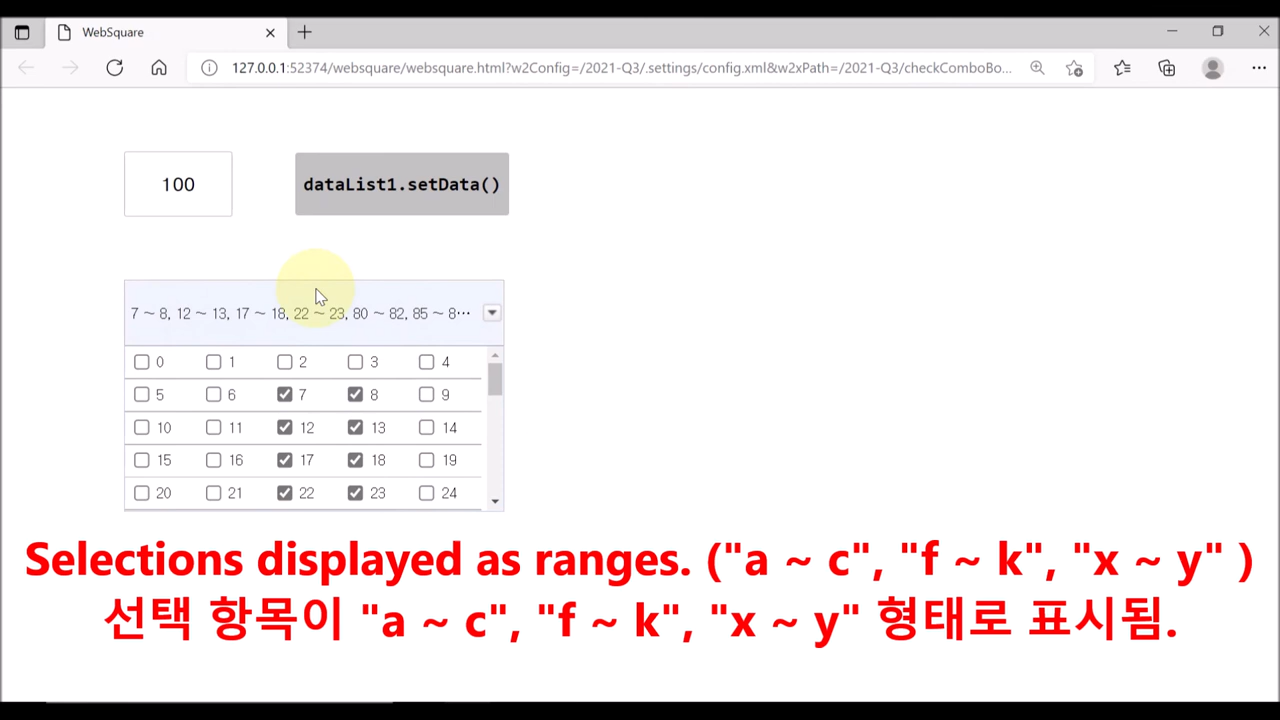 WebSquare
127.0.0.1:52374/websquare/websquare.html?w2Config=/2021-Q3/.settings/config.xml&w2xPath=/2021-Q3/checkComboBo...
100
dataList1.setData()
7 ~ 8, 12 ~ 13, 17 ~ 18, 22 ~ 23, 80 ~ 82, 85 ~ 8⋯
0 1 2 3 4
5 6 7 8 9
10 11 12 13 14
15 16 17 18 19
20 21 22 23 24
Selections displayed as ranges. ("a ~ c", "f ~ k", "x ~ y" )
선택 항목이 "a ~ c", "f ~ k", "x ~ y" 형태로 표시됨.